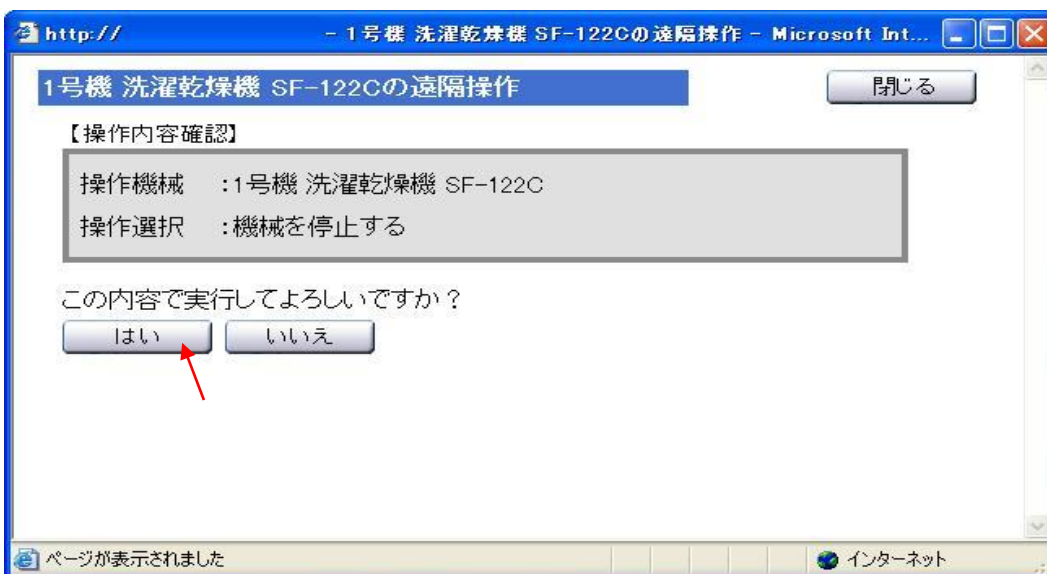 http:// - 1号機 洗濯乾燥機 SF-122Cの遠隔操作 - Microsoft Int...
1号機 洗濯乾燥機 SF-122Cの遠隔操作 閉じる
【操作内容確認】
操作機械 :1号機 洗濯乾燥機 SF-122C
操作選択 :機械を停止する
この内容で実行してよろしいですか？
はい いいえ
ページが表示されました インターネット